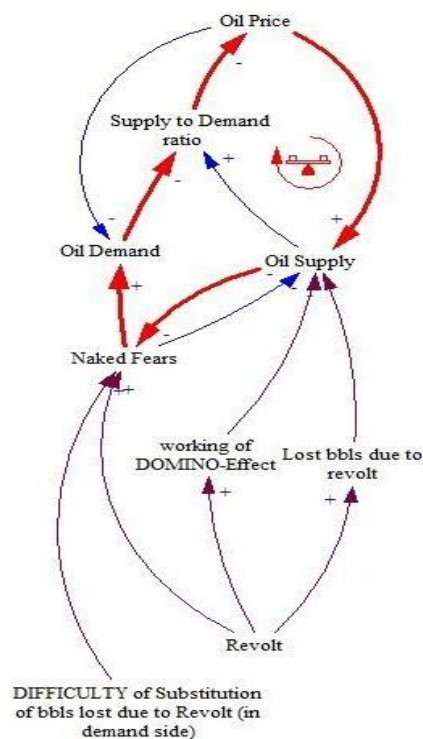 Oil Price
-
Supply to Demand
ratio
+
-
-
+
Oil Demand
Oil Supply
+
-
-
-
Naked Fears
++
working of
DOMINO-Effect
Lost bbls due to
revolt
+
+
Revolt
DIFFICULTY of Substitution
of bbls lost due to Revolt (in
demand side)